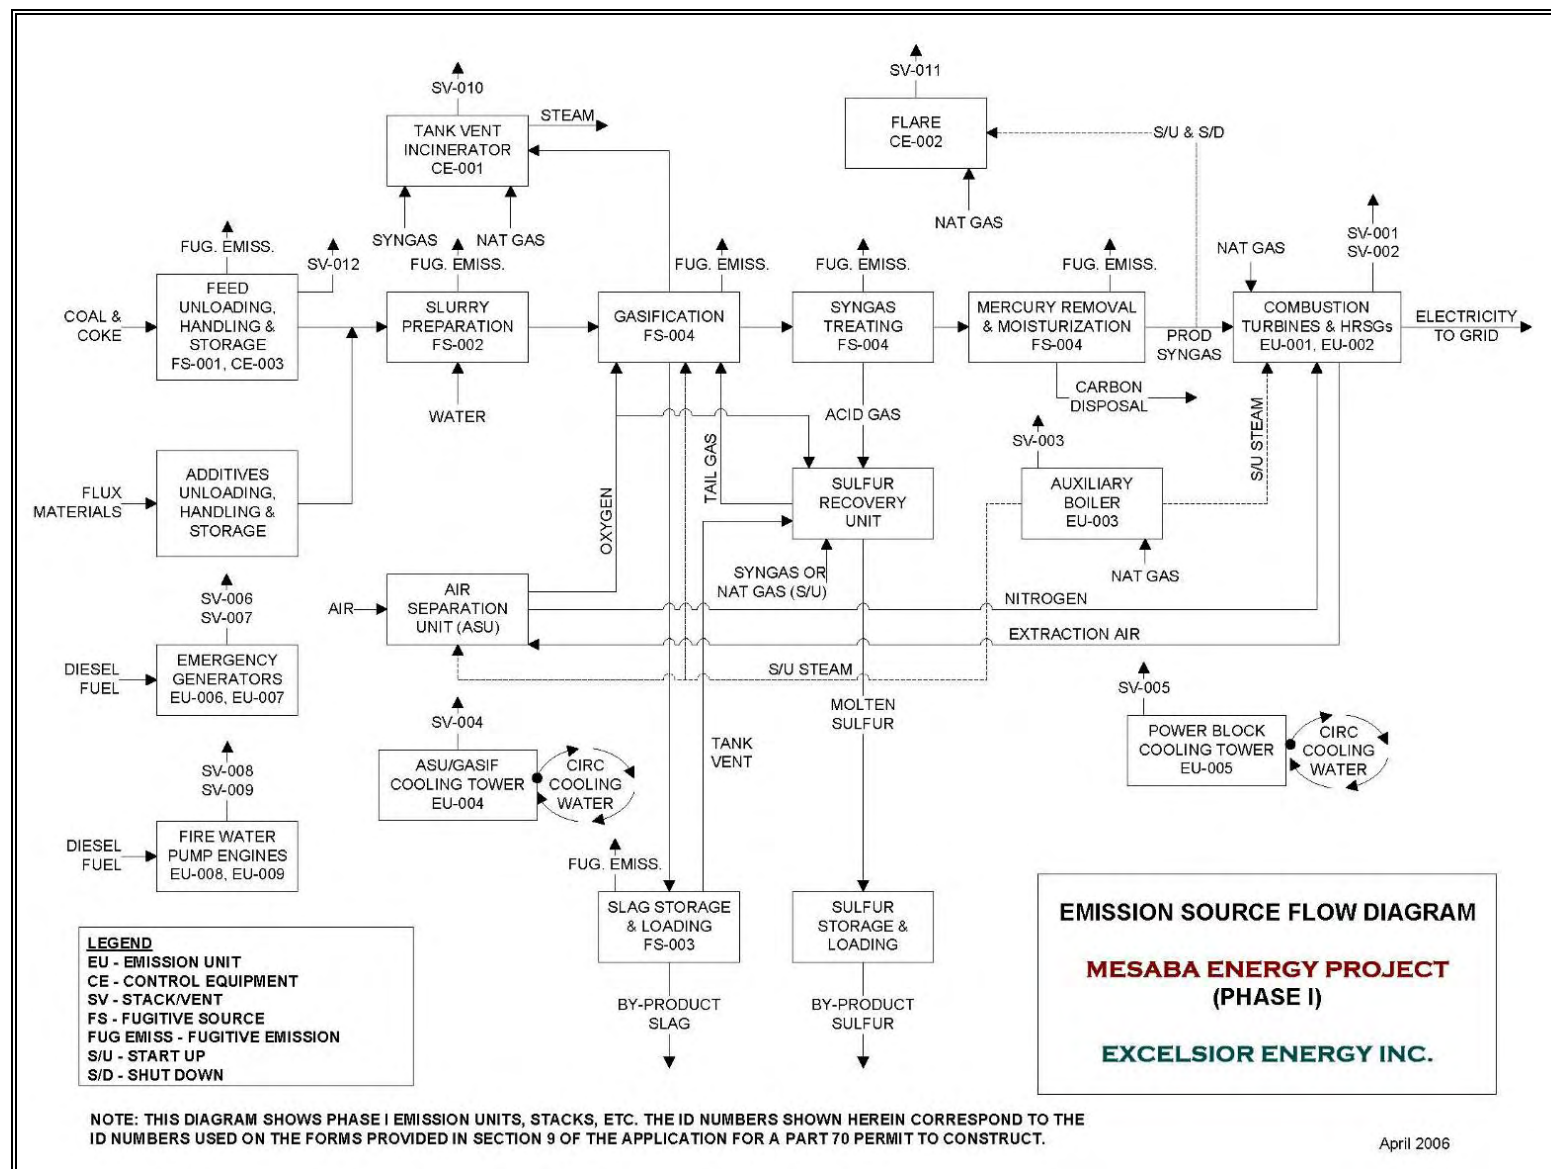 SV-010
TANK VENT
INCINERATOR
CE-001
STEAM
SYNGAS
NAT GAS
SV-011
FLARE
CE-002
S/U & S/D
NAT GAS
FUG. EMISS.
SV-012
FUG. EMISS.
FUG. EMISS.
FUG. EMISS.
FUG. EMISS.
NAT GAS
SV-001
SV-002
COAL &
COKE
FEED
UNLOADING,
HANDLING &
STORAGE
FS-001, CE-003
SLURRY
PREPARATION
FS-002
WATER
GASIFICATION
FS-004
SYNGAS
TREATING
FS-004
MERCURY REMOVAL
& MOISTURIZATION
FS-004
PROD
SYNGAS
COMBUSTION
TURBINES & HRSGs
EU-001, EU-002
ELECTRICITY
TO GRID
CARBON
DISPOSAL
ACID GAS
TAIL GAS
OXYGEN
S/U STEAM
FLUX
MATERIALS
ADDITIVES
UNLOADING,
HANDLING &
STORAGE
SULFUR
RECOVERY
UNIT
SYNGAS OR
NAT GAS (S/U)
SV-003
AUXILIARY
BOILER
EU-003
NAT GAS
AIR
AIR
SEPARATION
UNIT (ASU)
NITROGEN
EXTRACTION AIR
S/U STEAM
SV-006
SV-007
DIESEL
FUEL
EMERGENCY
GENERATORS
EU-006, EU-007
SV-004
ASU/GASIF
COOLING TOWER
EU-004
CIRC
COOLING
WATER
TANK
VENT
MOLTEN
SULFUR
SV-005
POWER BLOCK
COOLING TOWER
EU-005
CIRC
COOLING
WATER
SV-008
SV-009
DIESEL
FUEL
FIRE WATER
PUMP ENGINES
EU-008, EU-009
FUG. EMISS.
SLAG STORAGE
& LOADING
FS-003
SULFUR
STORAGE &
LOADING
BY-PRODUCT
SLAG
BY-PRODUCT
SULFUR
LEGEND
EU - EMISSION UNIT
CE - CONTROL EQUIPMENT
SV - STACK/VENT
FS - FUGITIVE SOURCE
FUG EMISS - FUGITIVE EMISSION
S/U - START UP
S/D - SHUT DOWN
EMISSION SOURCE FLOW DIAGRAM
MESABA ENERGY PROJECT
(PHASE I)
EXCELSIOR ENERGY INC.
NOTE: THIS DIAGRAM SHOWS PHASE I EMISSION UNITS, STACKS, ETC. THE ID NUMBERS SHOWN HEREIN CORRESPOND TO THE
ID NUMBERS USED ON THE FORMS PROVIDED IN SECTION 9 OF THE APPLICATION FOR A PART 70 PERMIT TO CONSTRUCT.
April 2006